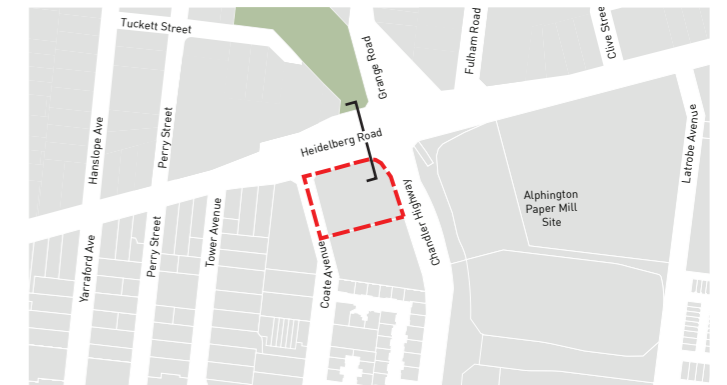 Tuckett Street
Grange Road
Fulham Road
Clive Stree
Hanslope Ave
Perry Street
Heidelberg Road
Latrobe Avenue
Alphington
Paper Mill
Site
Chandler Highway
Yarraford Ave
Perry Street
Tower Avenue
Coate Avenue